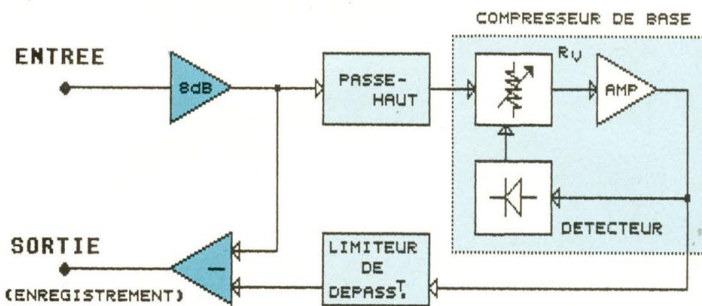 COMPRESSEUR DE BASE
ENTREE
8dB
PASSE-
HAUT
RV
AMP
DETECTEUR
SORTIE
(ENREGISTREMENT)
LIMITEUR
DE
DEPASST.